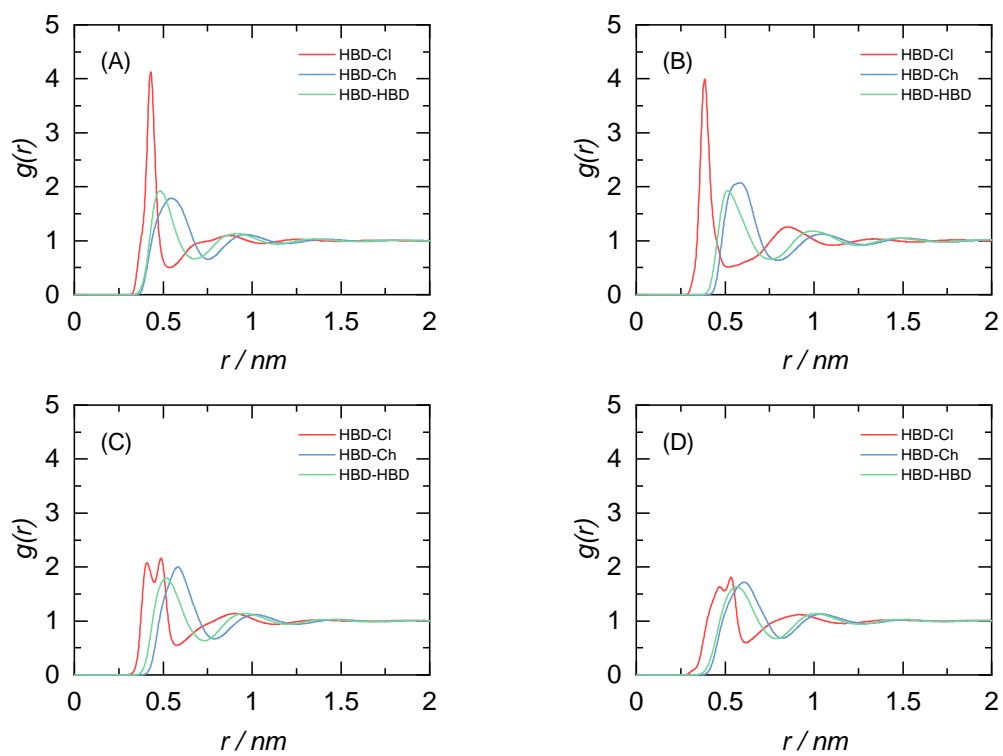 5
4
3
2
1
0
g(r)
(A)
HBD-Cl
HBD-Ch
HBD-HBD
0 0.5 1 1.5 2
r / nm
5
4
3
2
1
0
g(r)
(B)
HBD-Cl
HBD-Ch
HBD-HBD
0 0.5 1 1.5 2
r / nm
5
4
3
2
1
0
g(r)
(C)
HBD-Cl
HBD-Ch
HBD-HBD
0 0.5 1 1.5 2
r / nm
5
4
3
2
1
0
g(r)
(D)
HBD-Cl
HBD-Ch
HBD-HBD
0 0.5 1 1.5 2
r / nm